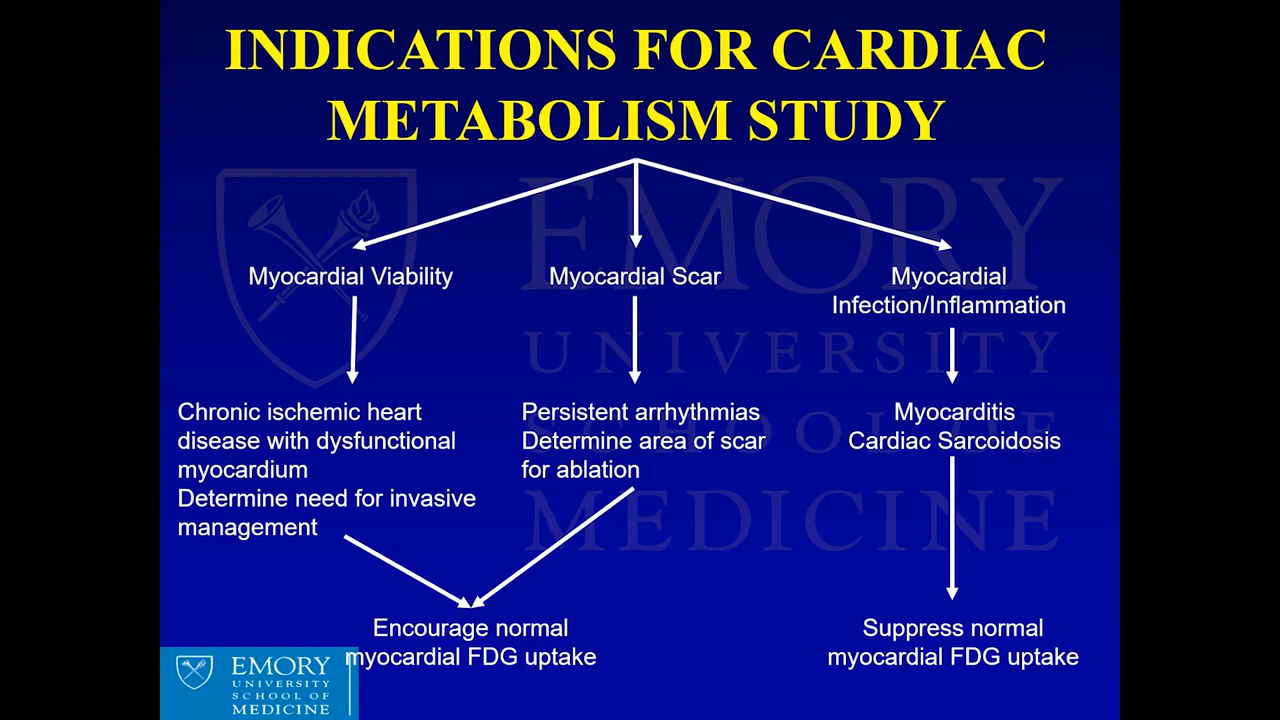 INDICATIONS FOR CARDIAC
METABOLISM STUDY
EMORY
UNIVERSITY
SCHOOL OF
MEDICINE
Myocardial Viability
Myocardial Scar
Myocardial
Infection/Inflammation
Chronic ischemic heart
disease with dysfunctional
myocardium
Determine need for invasive
management
Persistent arrhythmias
Determine area of scar
for ablation
Myocarditis
Cardiac Sarcoidosis
Encourage normal
myocardial FDG uptake
Suppress normal
myocardial FDG uptake
EMORY
UNIVERSITY
SCHOOL OF
MEDICINE